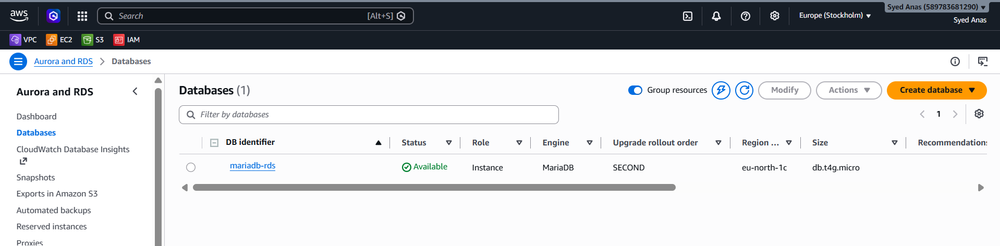 aws
Search
[Alt+S]
Europe (Stockholm)
Syed Anas (589783681290)
Syed Anas
VPC
EC2
S3
IAM
Aurora and RDS
Databases
Aurora and RDS
Dashboard
Databases
CloudWatch Database Insights
Snapshots
Exports in Amazon S3
Automated backups
Reserved instances
Proxies
Databases (1)
Group resources
Modify
Actions
Create database
Filter by databases
1
DB identifier
Status
Role
Engine
Upgrade rollout order
Region ...
Size
Recommendations
mariadb-rds
Available
Instance
MariaDB
SECOND
eu-north-1c
db.t4g.micro